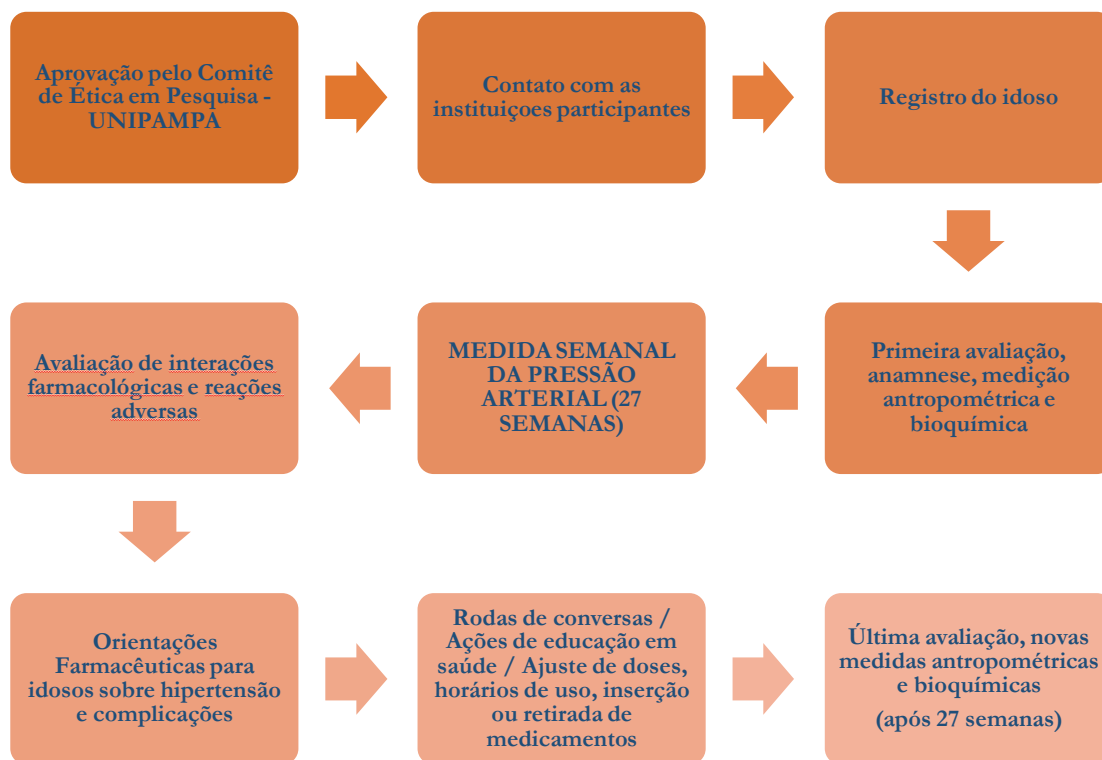 Aprovação pelo Comitê
de Ética em Pesquisa -
UNIPAMPA
Contato com as
instituiçoes participantes
Registro do idoso
Primeira avaliação,
anamnese, medição
antropométrica e
bioquímica
MEDIDA SEMANAL
DA PRESSÃO
ARTERIAL (27
SEMANAS)
Avaliação de interações
farmacológicas e reações
adversas
Orientações
Farmacêuticas para
idosos sobre hipertensão
e complicações
Rodas de conversas /
Ações de educação em
saúde / Ajuste de doses,
horários de uso, inserção
ou retirada de
medicamentos
Última avaliação, novas
medidas antropométricas
e bioquímicas
(após 27 semanas)